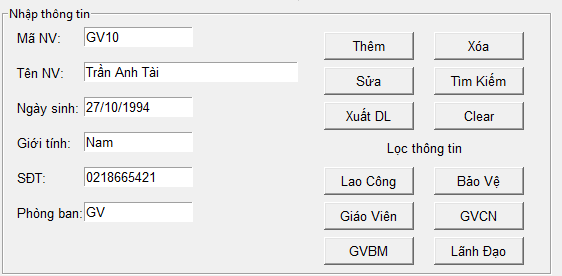 Nhập thông tin
Mã NV: GV10
Tên NV: Trần Anh Tài
Ngày sinh: 27/10/1994
Giới tính: Nam
SĐT: 0218665421
Phòng ban: GV
Thêm Xóa
Sửa Tìm Kiếm
Xuất DL Clear
Lọc thông tin
Lao Công Bảo Vệ
Giáo Viên GVCN
GVBM Lãnh Đạo